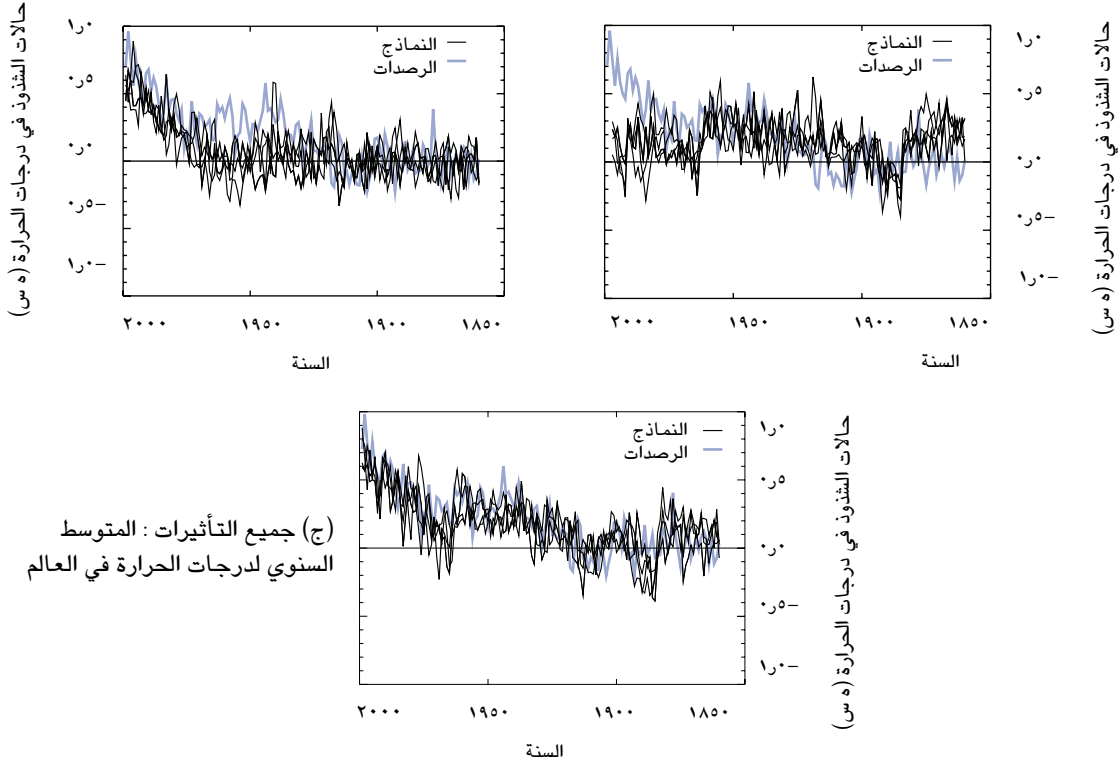 حالات الشذوذ في درجات الحرارة (ه س)
١٫٠
٠٫٥
٠٫٠
٠٫٥−
١٫٠−
النماذج
الرصدات
١٨٥٠
١٩٠٠
١٩٥٠
٢٠٠٠
السنة
حالات الشذوذ في درجات الحرارة (ه س)
١٫٠
٠٫٥
٠٫٠
٠٫٥−
١٫٠−
النماذج
الرصدات
١٨٥٠
١٩٠٠
١٩٥٠
٢٠٠٠
السنة
حالات الشذوذ في درجات الحرارة (ه س)
١٫٠
٠٫٥
٠٫٠
٠٫٥−
١٫٠−
النماذج
الرصدات
١٨٥٠
١٩٠٠
١٩٥٠
٢٠٠٠
السنة
(ج) جميع التأثيرات : المتوسط
السنوي لدرجات الحرارة في العالم